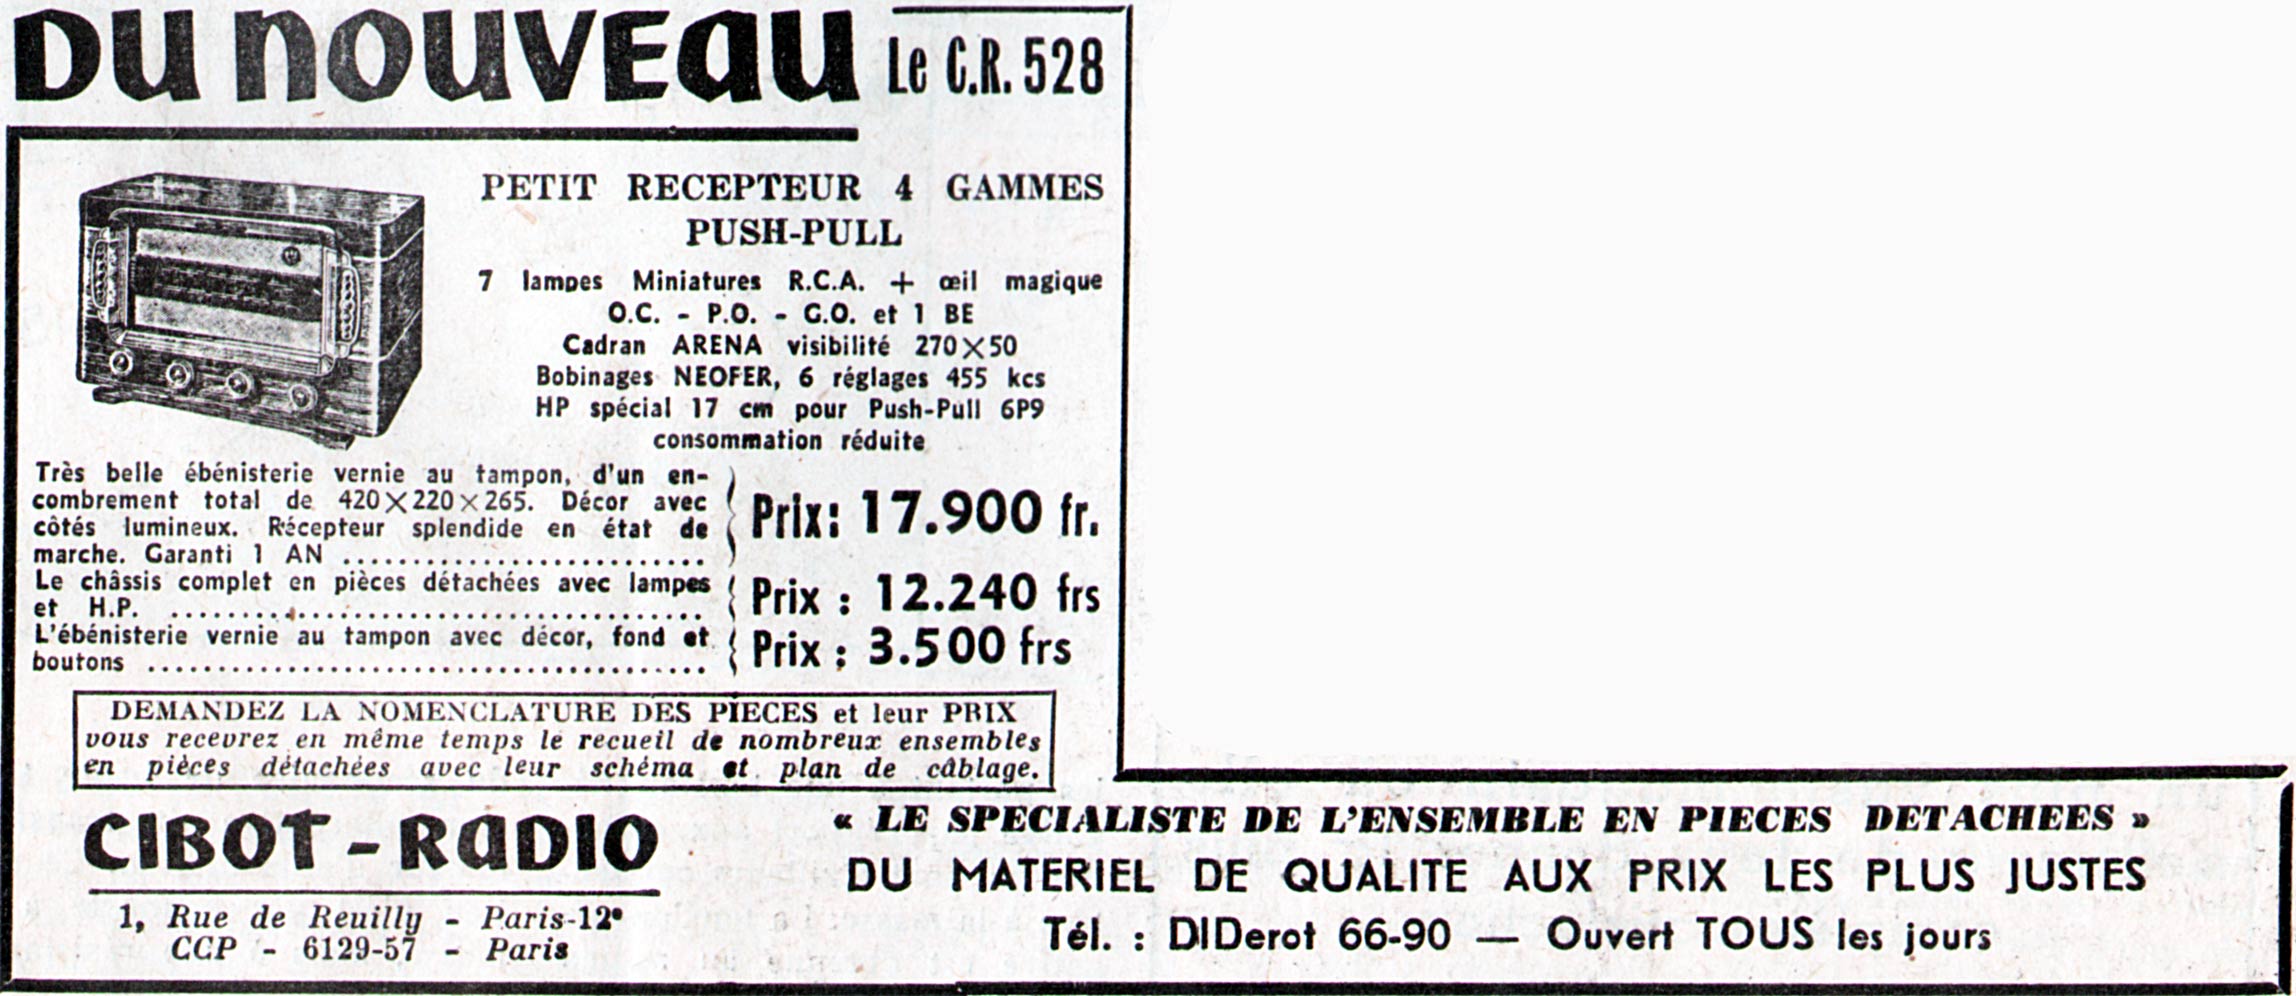 DU NOUVEAU Le C.R. 528
PETIT RECEPTEUR 4 GAMMES
PUSH-PULL
7 lampes Miniatures R.C.A. + œil magique
O.C. - P.O. - G.O. et 1 BE
Cadran ARENA visibilité 270×50
Bobinages NEOFER, 6 réglages 455 kcs
HP spécial 17 cm pour Push-Pull 6P9
consommation réduite
Très belle ébénisterie vernie au tampon, d'un en-
combrement total de 420×220×265. Décor avec
côtés lumineux. Récepteur splendide en état de
marche. Garanti 1 AN ..........................
Prix: 17.900 fr.
Le châssis complet en pièces détachées avec lampes
et H.P. ......................................
Prix : 12.240 frs
L'ébénisterie vernie au tampon avec décor, fond et
boutons ........................................
Prix : 3.500 frs
DEMANDEZ LA NOMENCLATURE DES PIECES et leur PRIX
vous recevrez en même temps le recueil de nombreux ensembles
en pièces détachées avec leur schéma et plan de câblage.
CIBOT - RADIO
1, Rue de Reuilly - Paris-12e
CCP - 6129-57 - Paris
« LE SPECIALISTE DE L'ENSEMBLE EN PIECES DETACHEES »
DU MATERIEL DE QUALITE AUX PRIX LES PLUS JUSTES
Tél. : DIDerot 66-90 — Ouvert TOUS les jours